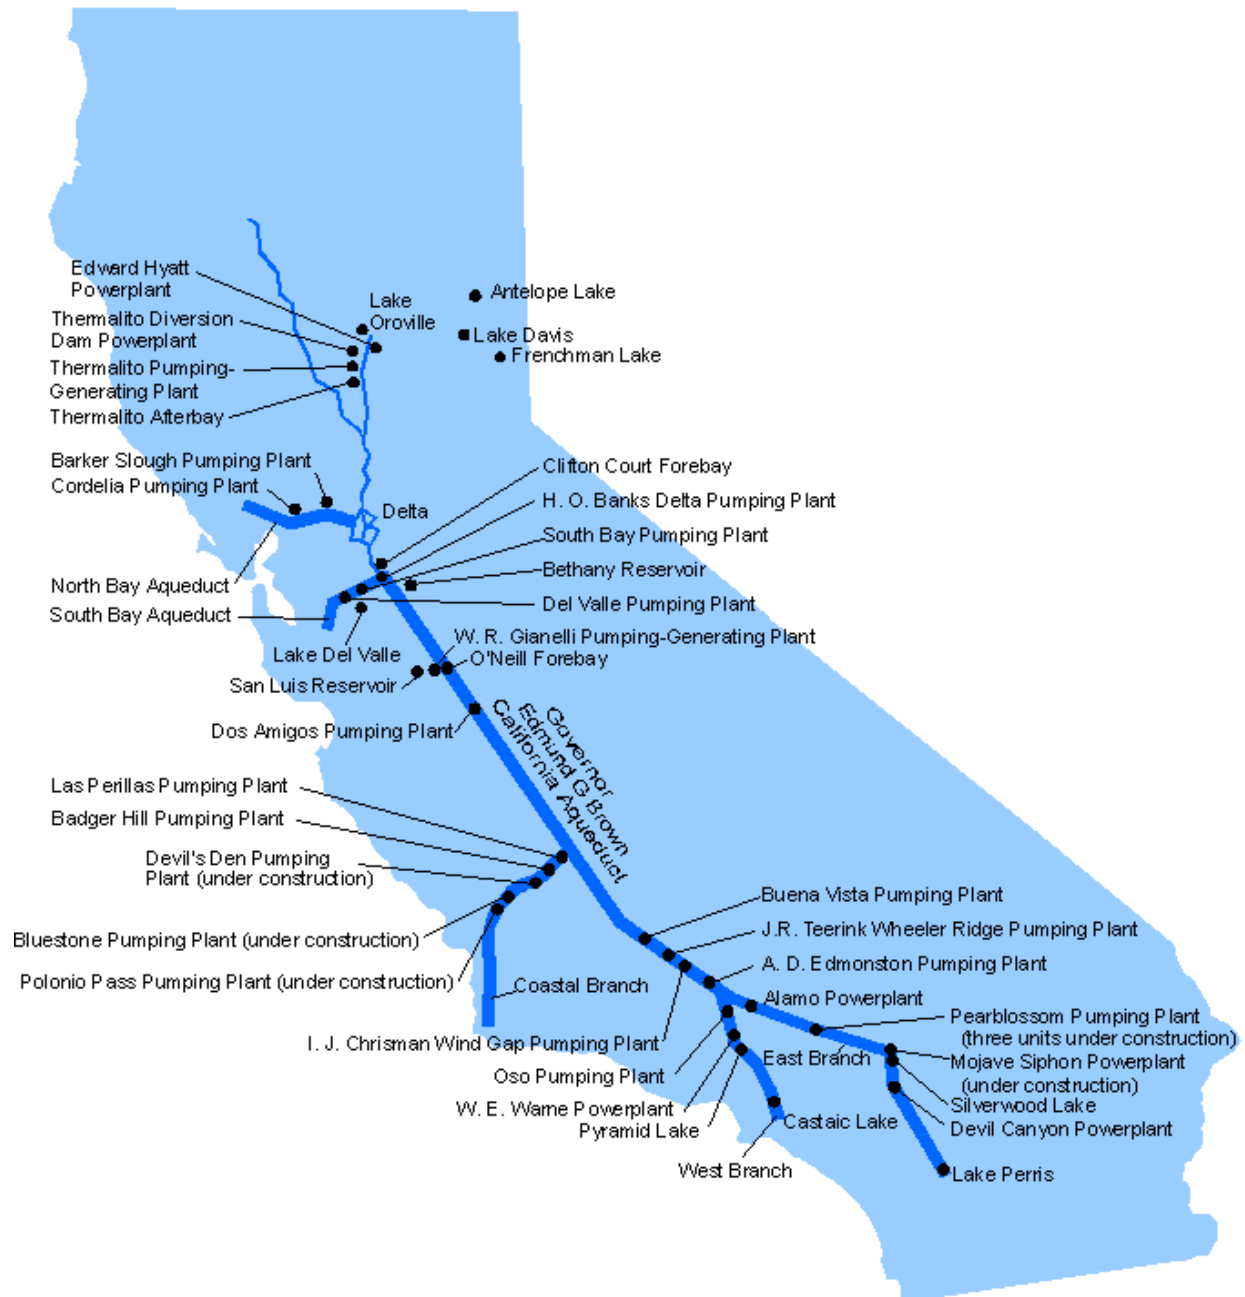 Edward Hyatt
Powerplant
Lake
Oroville
Antelope Lake
Thermalito Diversion
Dam Powerplant
Lake Davis
Frenchman Lake
Thermalito Pumping-
Generating Plant
Thermalito Afterbay
Barker Slough Pumping Plant
Cordelia Pumping Plant
Clifton Court Forebay
H. O. Banks Delta Pumping Plant
Delta
South Bay Pumping Plant
Bethany Reservoir
North Bay Aqueduct
Del Valle Pumping Plant
South Bay Aqueduct
W. R. Gianelli Pumping-Generating Plant
Lake Del Valle
O'Neill Forebay
San Luis Reservoir
Dos Amigos Pumping Plant
Governor
Edmund G Brown
California Aqueduct
Las Perillas Pumping Plant
Badger Hill Pumping Plant
Devil's Den Pumping
Plant (under construction)
Buena Vista Pumping Plant
J.R. Teerink Wheeler Ridge Pumping Plant
Bluestone Pumping Plant (under construction)
A. D. Edmonston Pumping Plant
Polonio Pass Pumping Plant (under construction)
Coastal Branch
Alamo Powerplant
Pearblossom Pumping Plant
(three units under construction)
I. J. Chrisman Wind Gap Pumping Plant
East Branch
Mojave Siphon Powerplant
(under construction)
Oso Pumping Plant
Silverwood Lake
W. E. Warne Powerplant
Pyramid Lake
Castaic Lake
Devil Canyon Powerplant
West Branch
Lake Perris